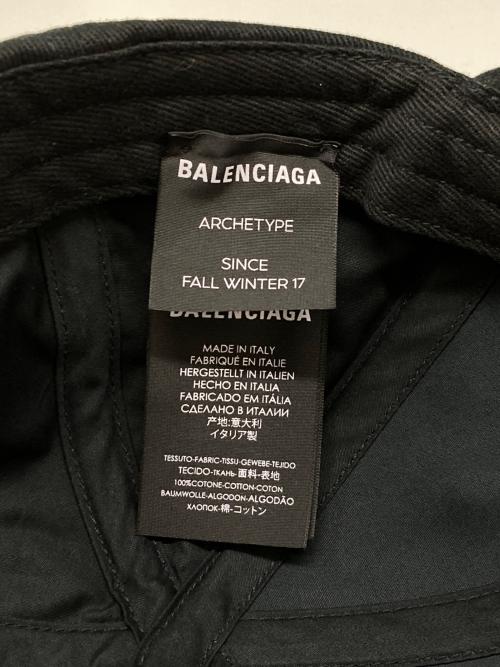 BALENCIAGA
ARCHETYPE
SINCE
FALL WINTER 17
BALENCIAGA
MADE IN ITALY
FABRIQUÉ EN ITALIE
HERGESTELLT IN ITALIEN
HECHO EN ITALIA
FABRICADO EM ITÁLIA
СДЕЛАНО В ИТАЛИИ
产地:意大利
イタリア製
TESSUTO-FABRIC-TISSU-GEWEBE-TEJIDO
TECIDO-ТКАНЬ-面料-表地
100%COTONE-COTTON-COTON
BAUMWOLLE-ALGODON-ALGODÃO
ХЛОПОК-棉-コットン